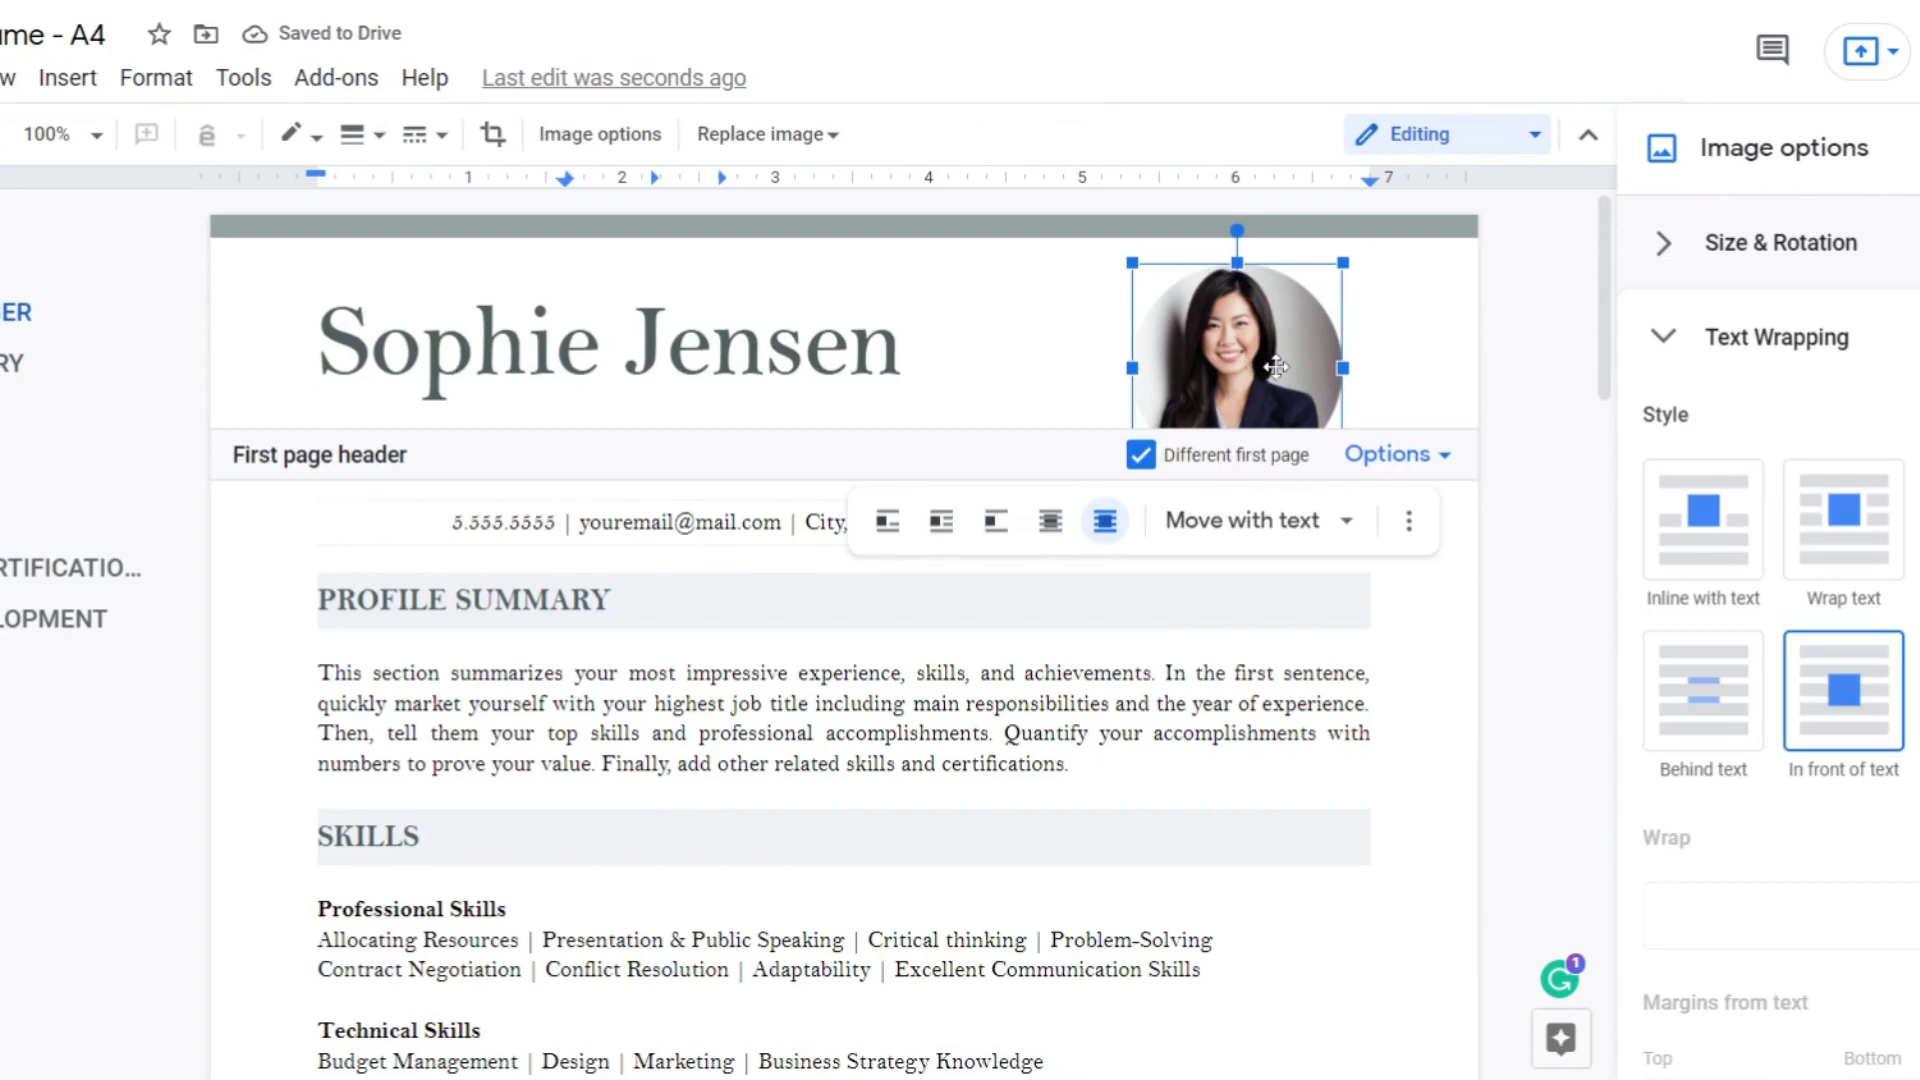 ume - A4
Saved to Drive
w Insert Format Tools Add-ons Help Last edit was seconds ago
100% Image options Replace image Editing
1 2 3 4 5 6 7
Image options
Size & Rotation
Text Wrapping
Style
Inline with text Wrap text
Behind text In front of text
Wrap
Margins from text
Top Bottom
GER
RY
RTIFICATIO...
LOPMENT
Sophie Jensen
First page header Different first page Options
5.555.5555 | youremail@mail.com | City,
Move with text
PROFILE SUMMARY
This section summarizes your most impressive experience, skills, and achievements. In the first sentence,
quickly market yourself with your highest job title including main responsibilities and the year of experience.
Then, tell them your top skills and professional accomplishments. Quantify your accomplishments with
numbers to prove your value. Finally, add other related skills and certifications.
SKILLS
Professional Skills
Allocating Resources | Presentation & Public Speaking | Critical thinking | Problem-Solving
Contract Negotiation | Conflict Resolution | Adaptability | Excellent Communication Skills
Technical Skills
Budget Management | Design | Marketing | Business Strategy Knowledge
1